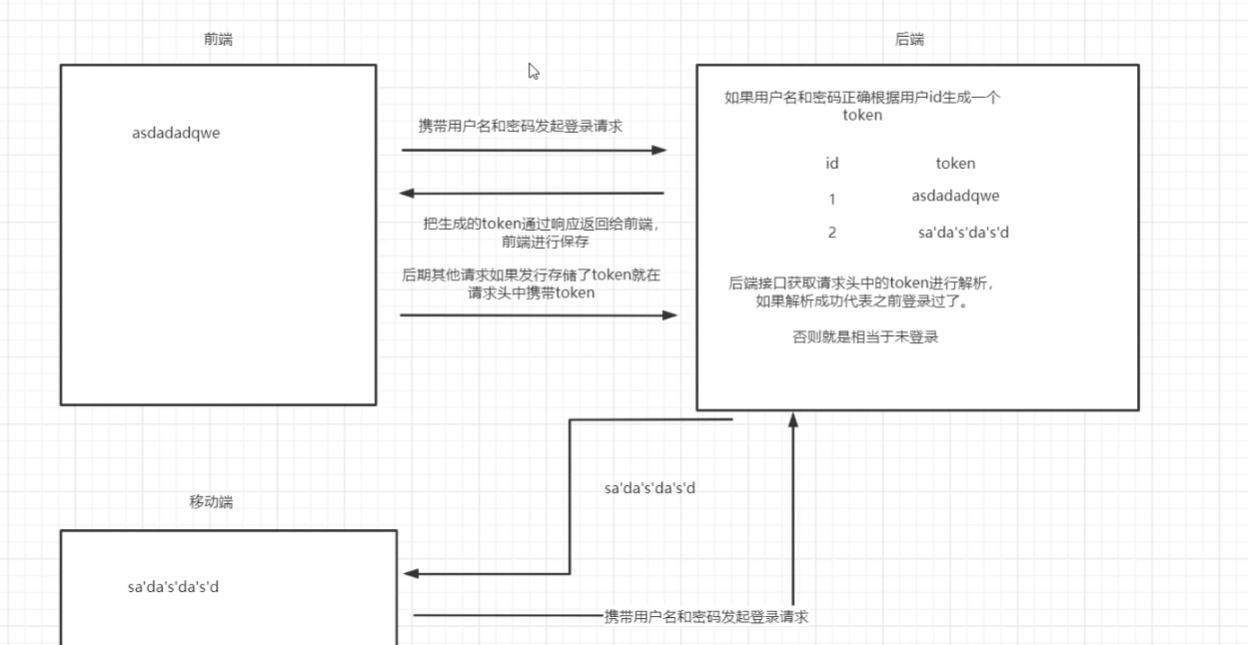 前端
asdadadqwe
携带用户名和密码发起登录请求
把生成的token通过响应返回给前端，
前端进行保存
后期其他请求如果发行存储了token就在
请求头中携带token
后端
如果用户名和密码正确根据用户id生成一个
token
id token
1 asdadadqwe
2 sa'da's'da's'd
后端接口获取请求头中的token进行解析，
如果解析成功代表之前登录过了。
否则就是相当于未登录
sa'da's'da's'd
移动端
sa'da's'da's'd
携带用户名和密码发起登录请求